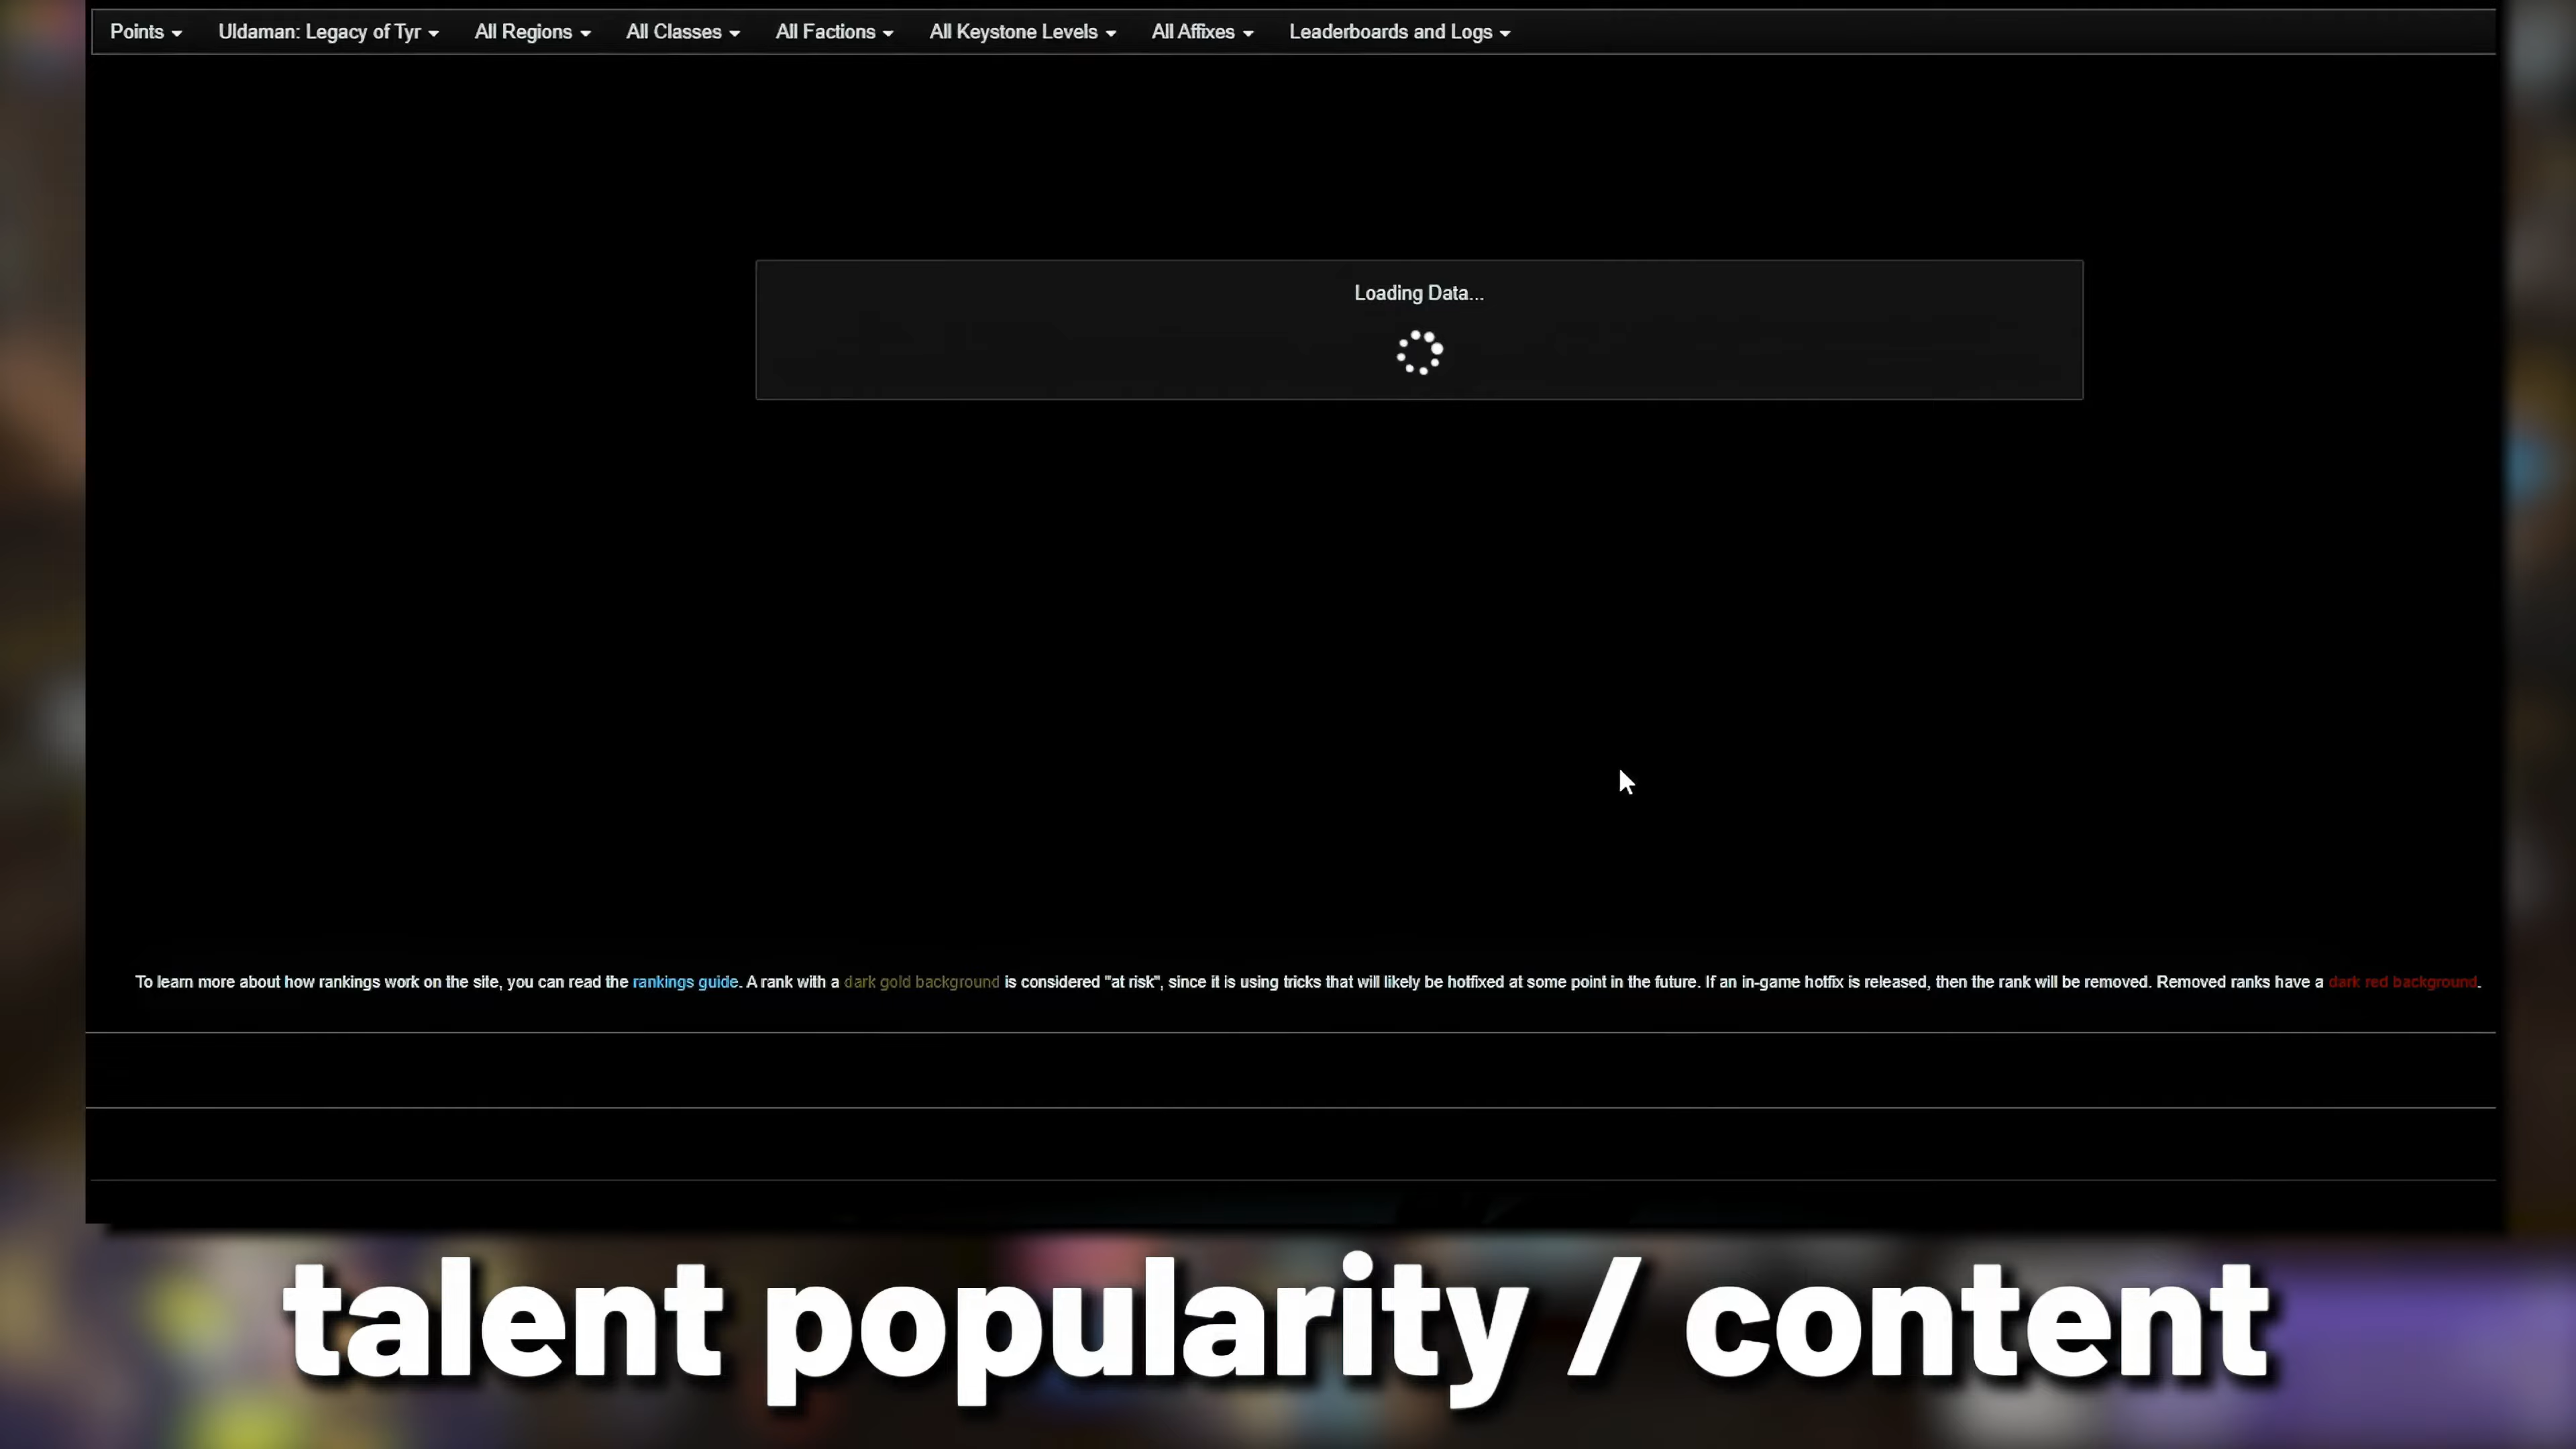 Points Uldaman: Legacy of Tyr All Regions All Classes All Factions All Keystone Levels All Affixes Leaderboards and Logs
Loading Data...
To learn more about how rankings work on the site, you can read the rankings guide. A rank with a dark gold background is considered "at risk", since it is using tricks that will likely be hotfixed at some point in the future. If an in-game hotfix is released, then the rank will be removed. Removed ranks have a dark red background.
talent popularity / content